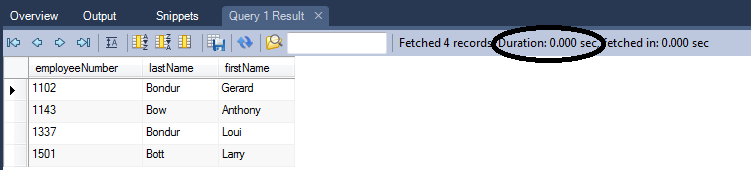 Overview Output Snippets Query 1 Result ×
Fetched 4 records. Duration: 0.000 sec, fetched in: 0.000 sec
employeeNumber lastName firstName
1102 Bondur Gerard
1143 Bow Anthony
1337 Bondur Loui
1501 Bott Larry